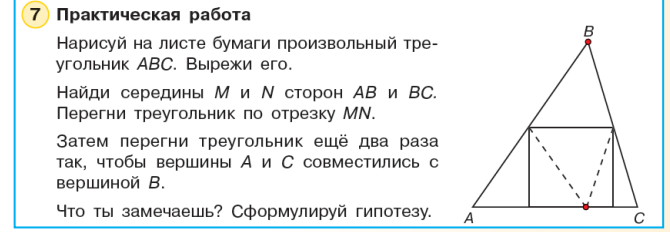 7 Практическая работа
Нарисуй на листе бумаги произвольный тре-
угольник ABC. Вырежи его.
Найди середины M и N сторон AB и BC.
Перегни треугольник по отрезку MN.
Затем перегни треугольник ещё два раза
так, чтобы вершины A и C совместились с
вершиной B.
Что ты замечаешь? Сформулируй гипотезу.
B
A
C